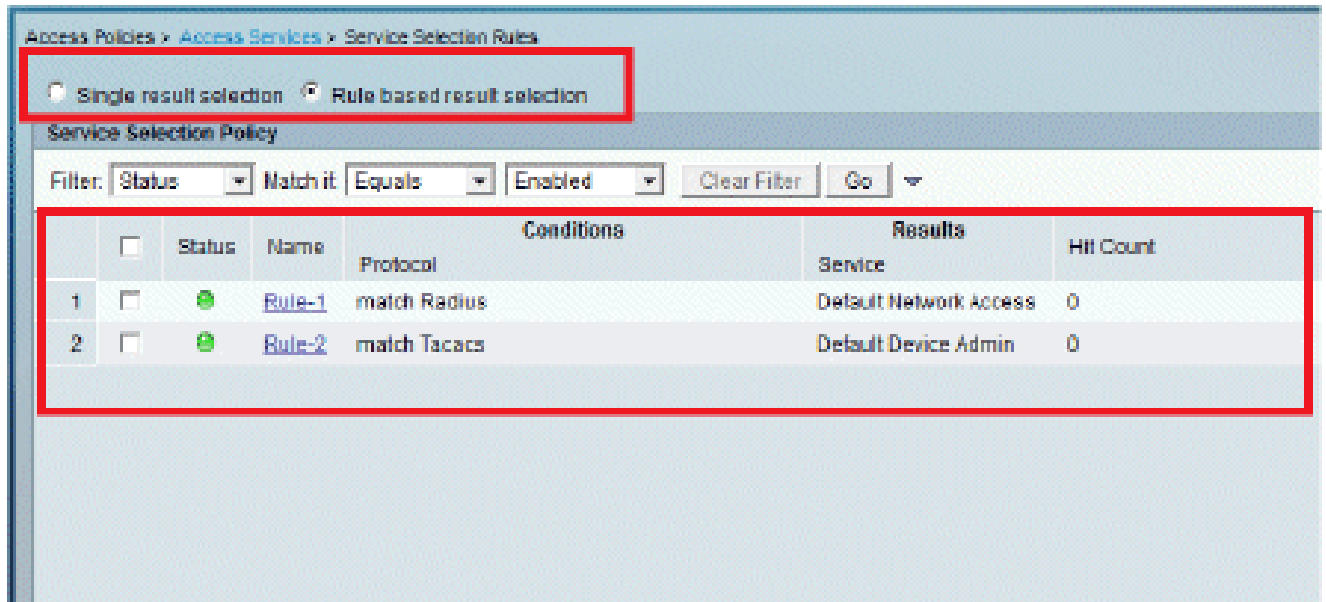 Access Policies > Access Services > Service Selection Rules
Single result selection Rule based result selection
Service Selection Policy
Filter: Status Match if: Equals Enabled Clear Filter Go
Conditions Results
Status Name Protocol Service Hit Count
1 Rule-1 match Radius Default Network Access 0
2 Rule-2 match Tacacs Default Device Admin 0